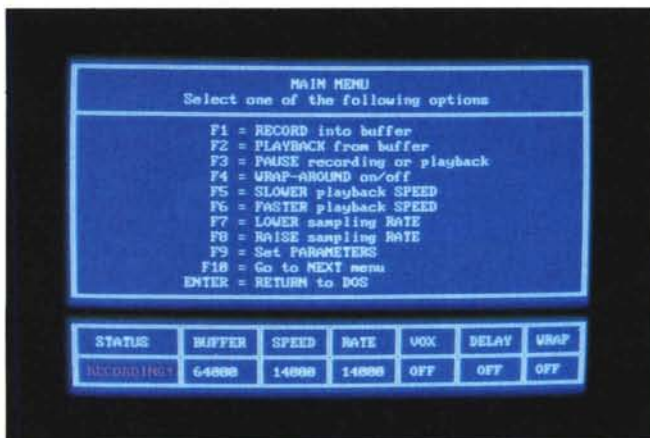 MAIN MENU
Select one of the following options
F1 = RECORD into buffer
F2 = PLAYBACK from buffer
F3 = PAUSE recording or playback
F4 = WRAP-AROUND on/off
F5 = SLOWER playback SPEED
F6 = FASTER playback SPEED
F7 = LOWER sampling RATE
F8 = RAISE sampling RATE
F9 = Set PARAMETERS
F10 = Go to NEXT menu
ENTER = RETURN to DOS
STATUS BUFFER SPEED RATE VOX DELAY WRAP
64000 14000 14000 OFF OFF OFF